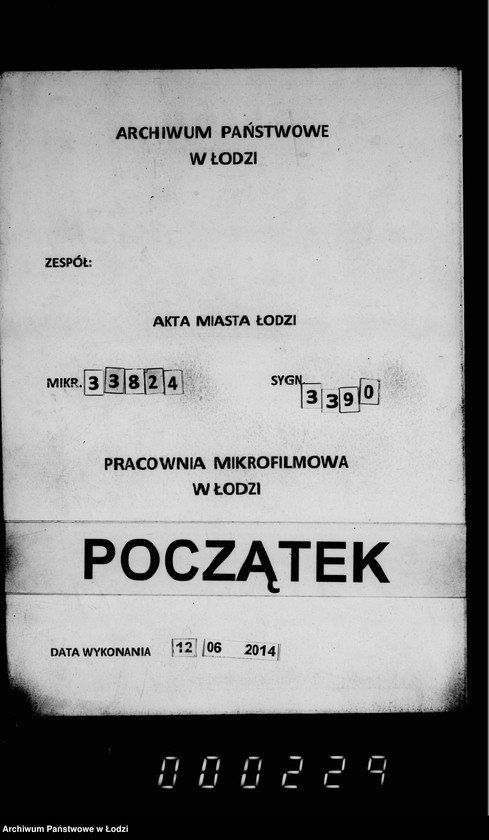 ARCHIWUM PAŃSTWOWE
W ŁODZI
ZESPÓŁ:
AKTA MIASTA ŁODZI
MIKR. 33824 SYGN. 3390
PRACOWNIA MIKROFILMOWA
W ŁODZI
POCZĄTEK
DATA WYKONANIA 12 06 2014
000229
Archiwum Państwowe w Łodzi